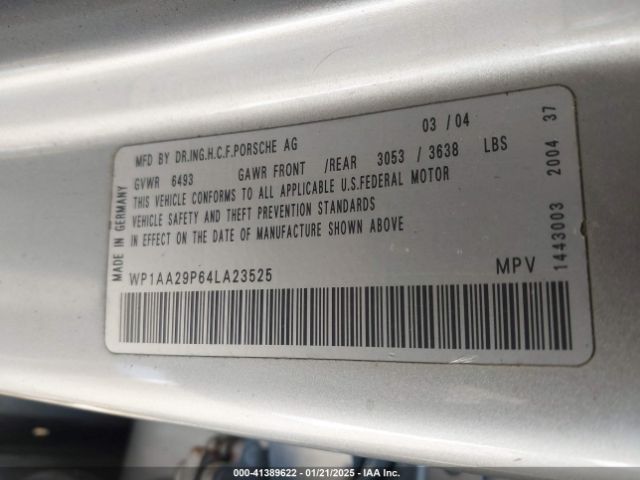 03 / 04
MFD BY DR.ING.H.C.F.PORSCHE AG
GVWR 6493 GAWR FRONT /REAR 3053 / 3638 LBS
THIS VEHICLE CONFORMS TO ALL APPLICABLE U.S.FEDERAL MOTOR
VEHICLE SAFETY AND THEFT PREVENTION STANDARDS
IN EFFECT ON THE DATE OF MANUFACTURE SHOWN ABOVE
WP1AA29P64LA23525 MPV
MADE IN GERMANY
1443003 2004 37
000-41389622 - 01/21/2025 - IAA Inc.